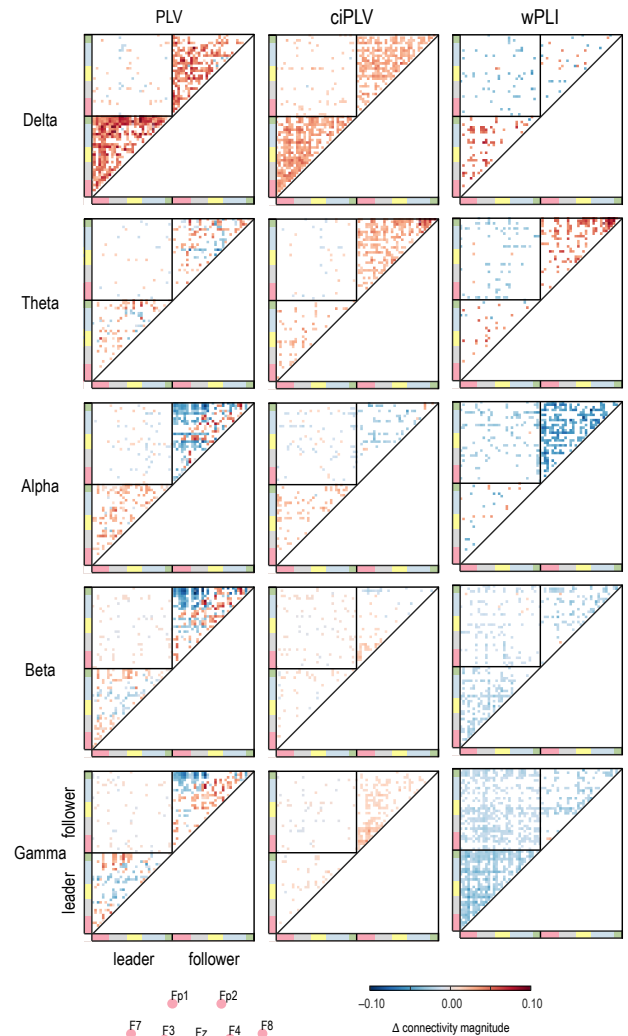 PLV ciPLV wPLI
Delta
Theta
Alpha
Beta
Gamma
follower
leader
leader follower
Fp1 Fp2
F7 F3 Fz F4 F8
−0.10 0.00 0.10
Δ connectivity magnitude